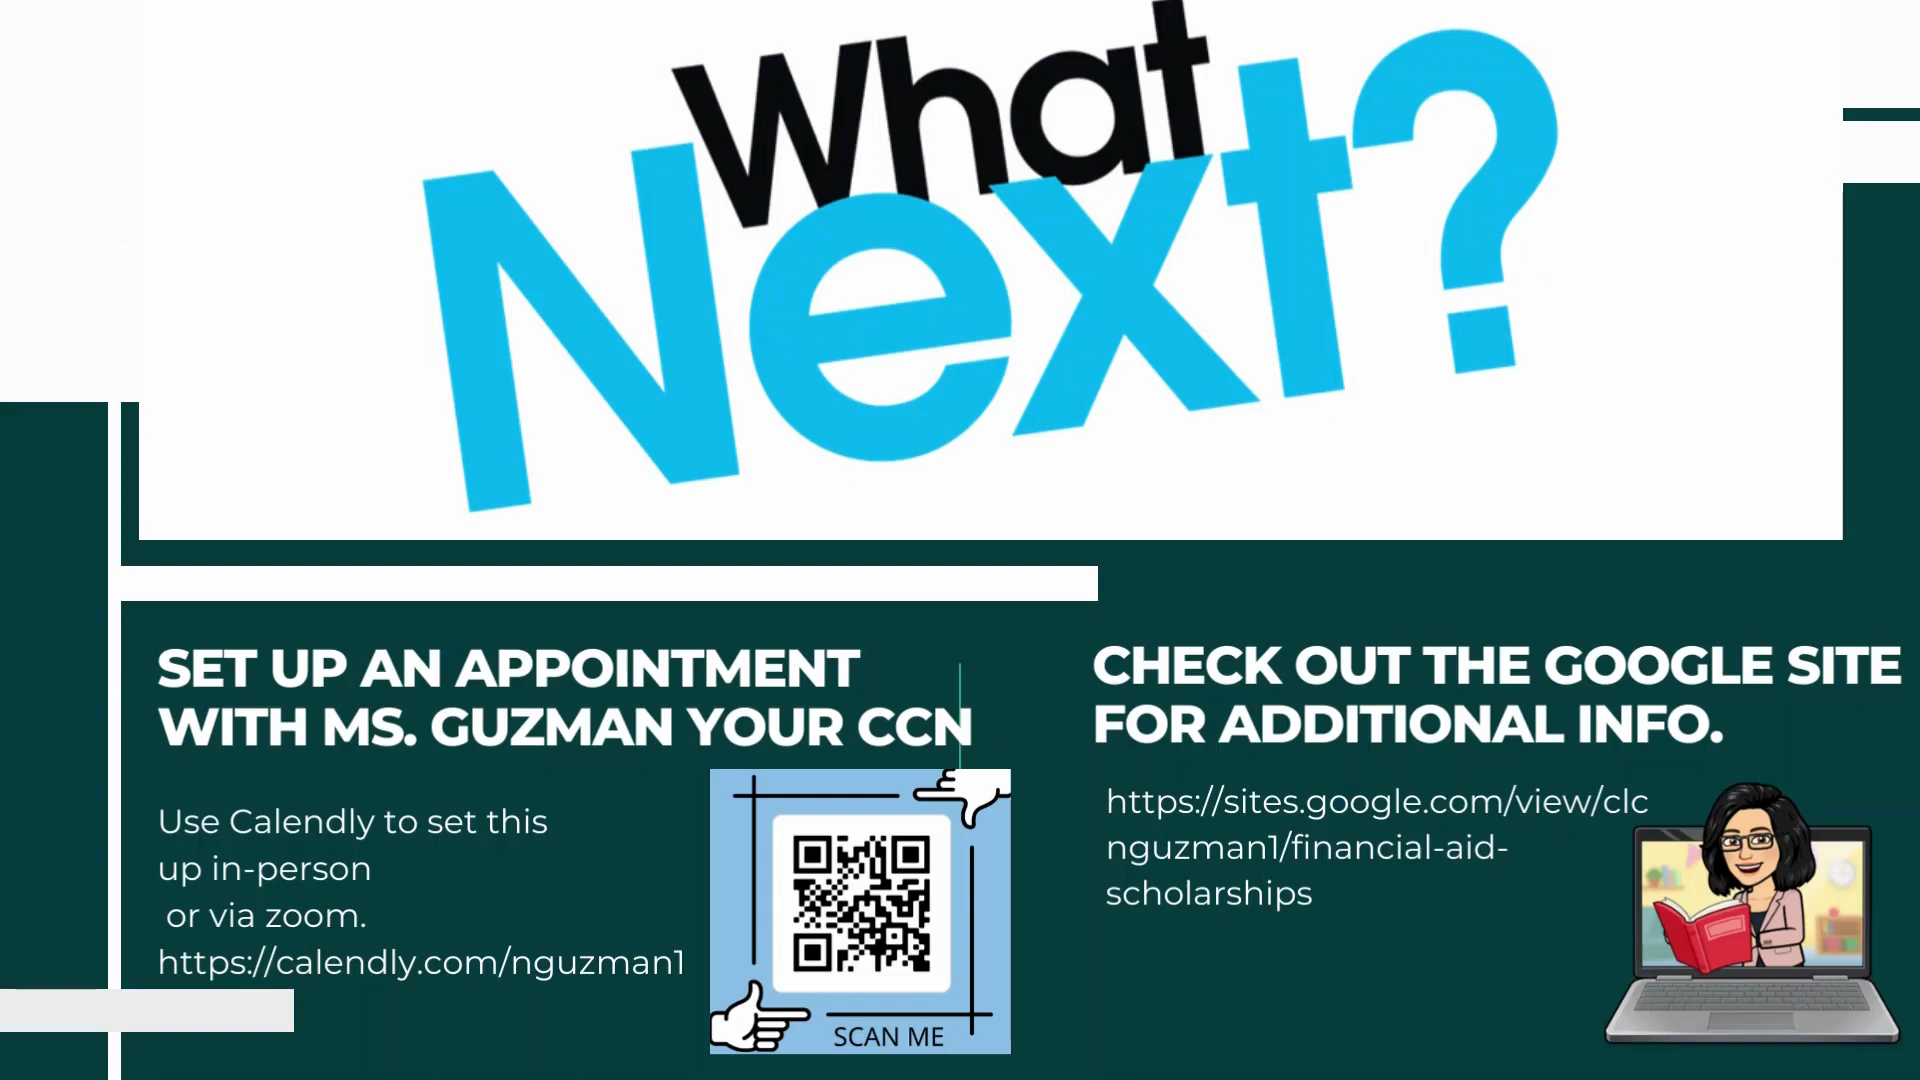 What
Next?
SET UP AN APPOINTMENT
WITH MS. GUZMAN YOUR CCN
Use Calendly to set this
up in-person
or via zoom.
https://calendly.com/nguzman1
SCAN ME
CHECK OUT THE GOOGLE SITE
FOR ADDITIONAL INFO.
https://sites.google.com/view/clc
nguzman1/financial-aid-
scholarships